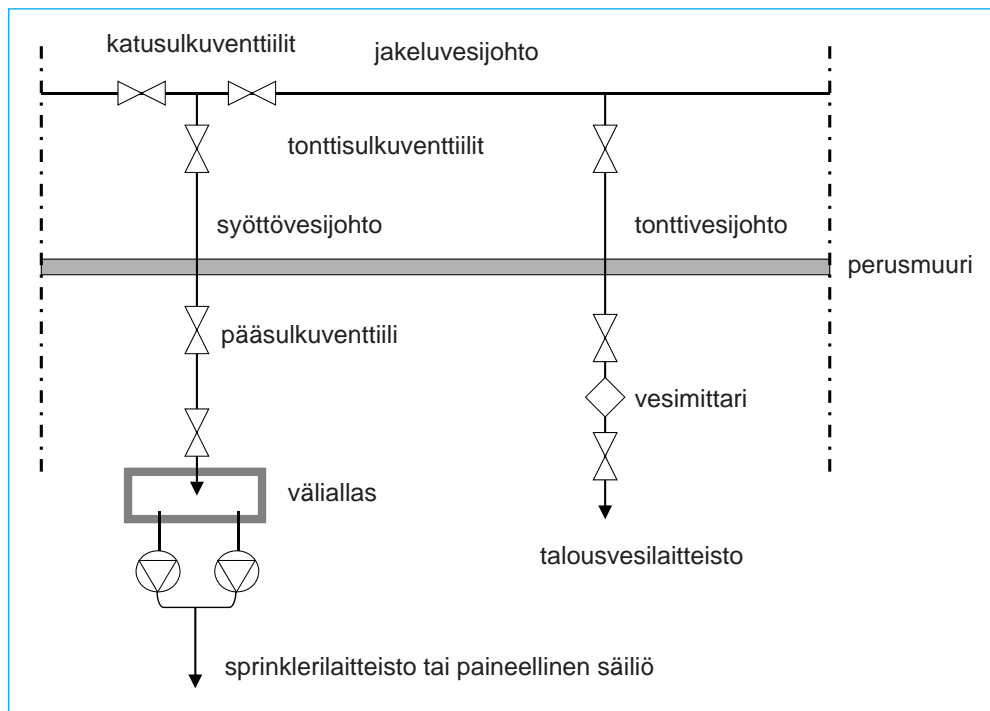 katusulkuventtiilit
jakeluvesijohto
tonttisulkuventtiilit
syöttövesijohto
tonttivesijohto
perusmuuri
pääsulkuventtiili
vesimittari
väliallas
talousvesilaitteisto
sprinklerilaitteisto tai paineellinen säiliö